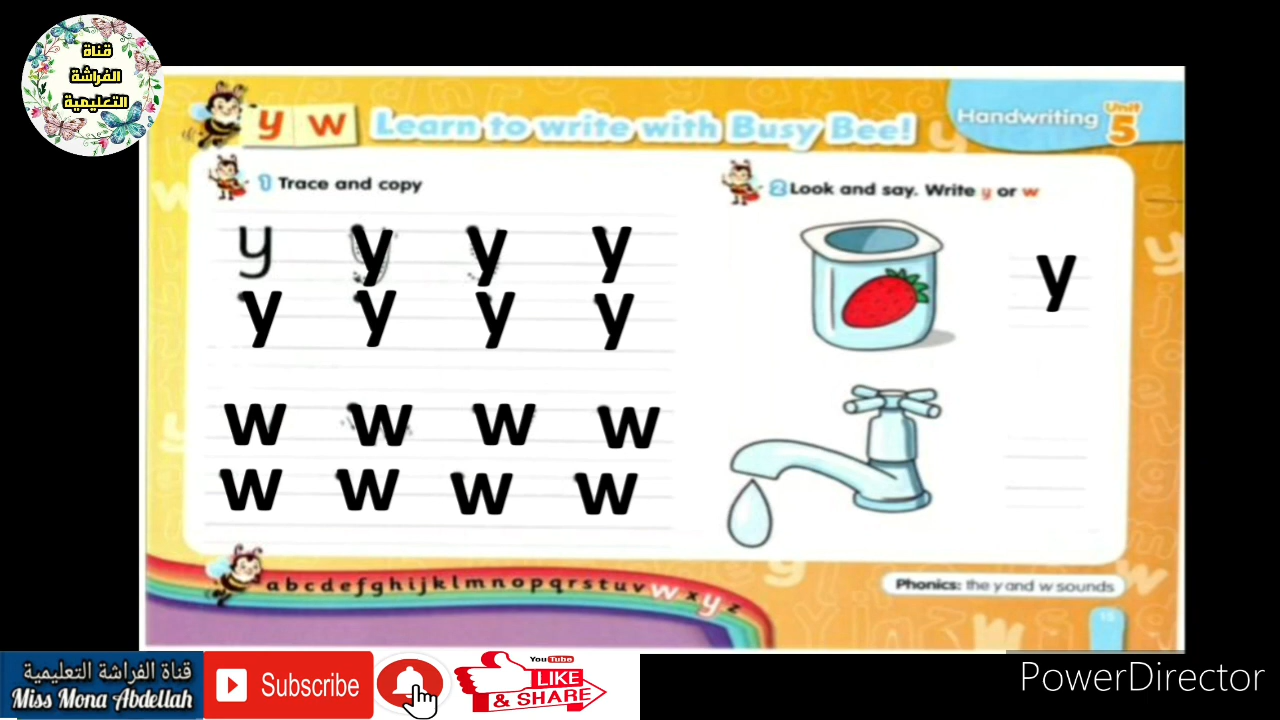 قناة
الفراشة
التعليمية
y w Learn to write with Busy Bee!
Handwriting Unit 5
1 Trace and copy
y y y y
y y y y
w w w w
w w w w
2 Look and say. Write y or w
y
a b c d e f g h i j k l m n o p q r s t u v w x y z
Phonics: the y and w sounds
15
قناة الفراشة التعليمية
Miss Mona Abdellah
Subscribe
YouTube
LIKE
& SHARE
PowerDirector